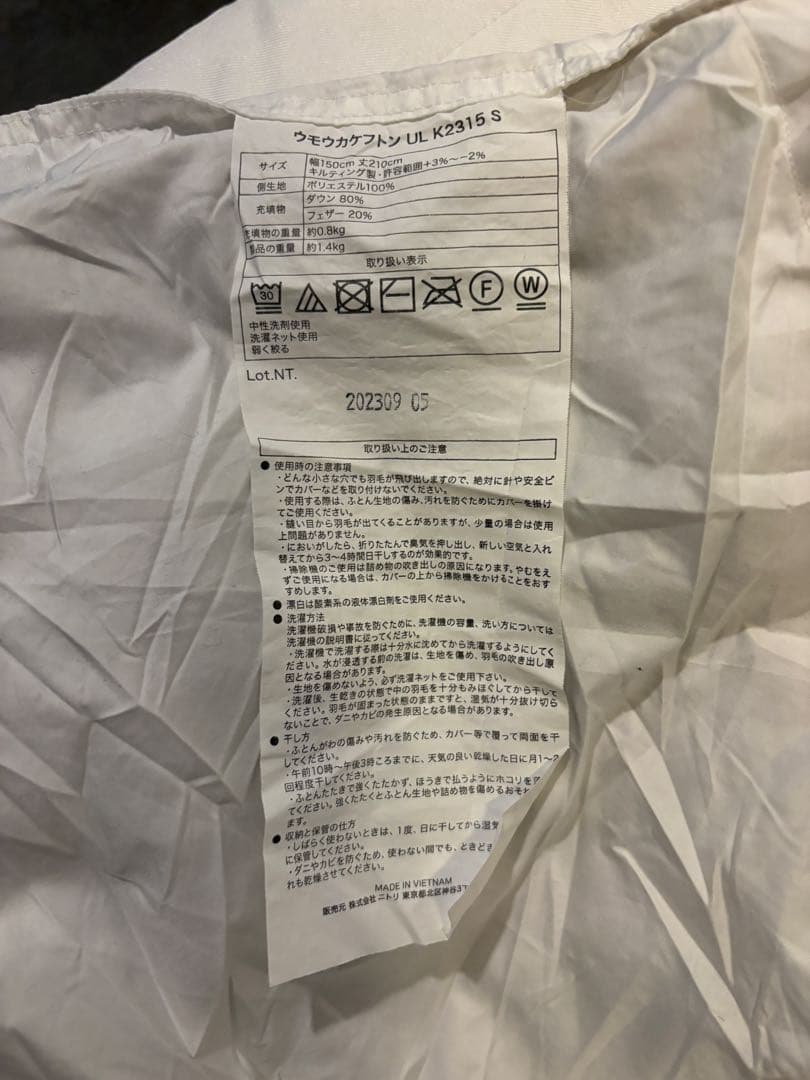 ウモウカケフトン UL K2315 S
サイズ 幅150cm 丈210cm
キルティング製・許容範囲+3%〜−2%
側生地 ポリエステル100%
充填物 ダウン 80%
フェザー 20%
填物の重量 約0.8kg
品の重量 約1.4kg
取り扱い表示
30 F W
中性洗剤使用
洗濯ネット使用
弱く絞る
Lot.NT.
202309 05
取り扱い上のご注意
● 使用時の注意事項
・どんな小さな穴でも羽毛が飛び出しますので、絶対に針や安全ピ
ンでカバーなどを取り付けないでください。
・使用する際は、ふとん生地の傷み、汚れを防ぐためにカバーを掛け
てご使用ください。
・縫い目から羽毛が出てくることがありますが、少量の場合は使用
上問題がありません。
・においがしたら、折りたたんで臭気を押し出し、新しい空気と入れ
替えてから3〜4時間日干しするのが効果的です。
・掃除機のご使用は詰め物の吹き出しの原因になります。やむをえ
ずご使用になる場合は、カバーの上から掃除機をかけることをおす
すめします。
● 漂白は酸素系の液体漂白剤をご使用ください。
● 洗濯方法
洗濯機破損や事故を防ぐために、洗濯機の容量、洗い方については
洗濯機の説明書に従ってください。
・洗濯機で洗濯する際は十分水に沈めてから洗濯するようにしてく
ださい。水が浸透する前の洗濯は、生地を傷め、羽毛の吹き出し原
因となる場合があります。
・生地を傷めないよう、必ず洗濯ネットをご使用下さい。
・洗濯後、生乾きの状態で中の羽毛を十分もみほぐしてから干して
ください。羽毛が固まった状態のままですと、湿気が十分抜け切ら
ないことで、ダニやカビの発生原因となる場合があります。
● 干し方
・ふとんがわの傷みや汚れを防ぐため、カバー等で覆って両面を干
してください。
・午前10時〜午後3時ころまでに、天気の良い乾燥した日に月1〜2
回程度干してください。
・ふとんたたきで強くたたかず、ほうきで払うようにホコリを
てください。強くたたくとふとん生地や詰め物を傷めるおそれ
ます。
● 収納と保管の仕方
・しばらく使わないときは、1度、日に干してから湿気
に保管してください。
・ダニやカビを防ぐため、使わない間でも、ときどき
れも乾燥させてください。
MADE IN VIETNAM
販売元 株式会社 ニトリ 東京都北区神谷3丁